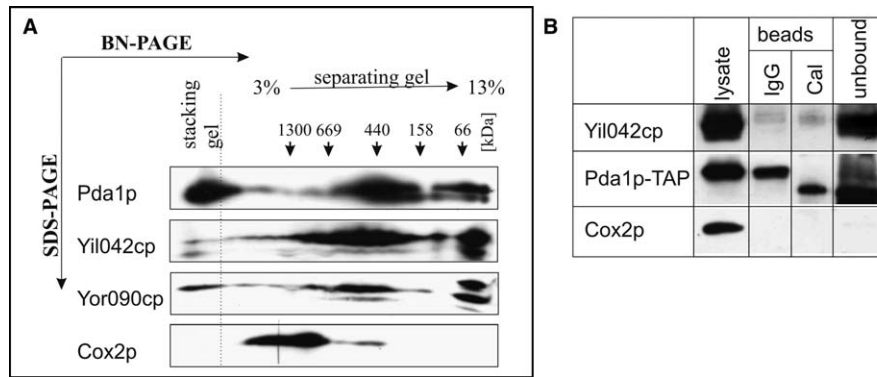 A
BN-PAGE
3% separating gel 13%
stacking gel
1300 669 440 158 66 [kDa]
SDS-PAGE
Pda1p
Yil042cp
Yor090cp
Cox2p
B
beads
lysate IgG Cal unbound
Yil042cp
Pda1p-TAP
Cox2p